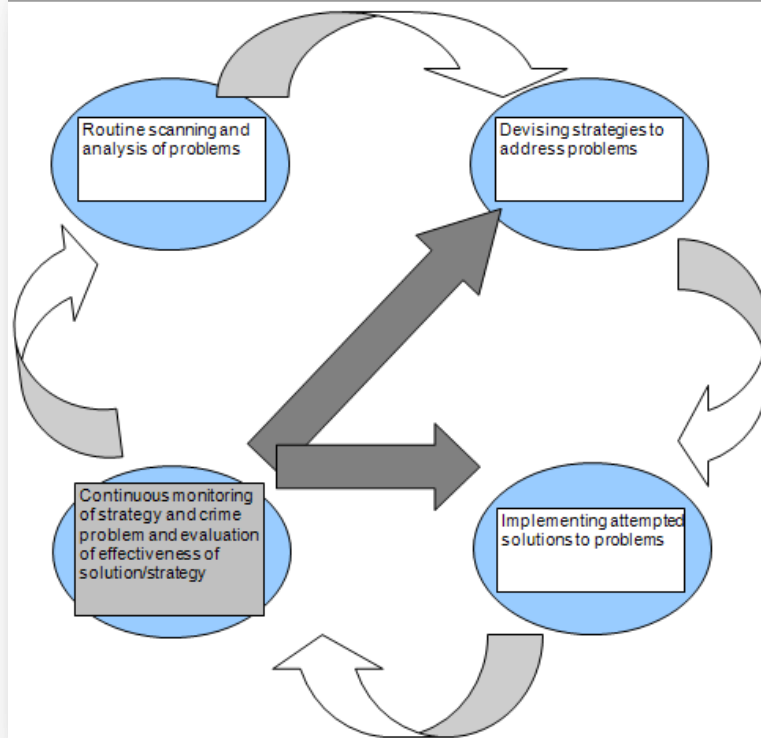 Routine scanning and
analysis of problems
Devising strategies to
address problems
Continuous monitoring
of strategy and crime
problem and evaluation
of effectiveness of
solution/strategy
Implementing attempted
solutions to problems